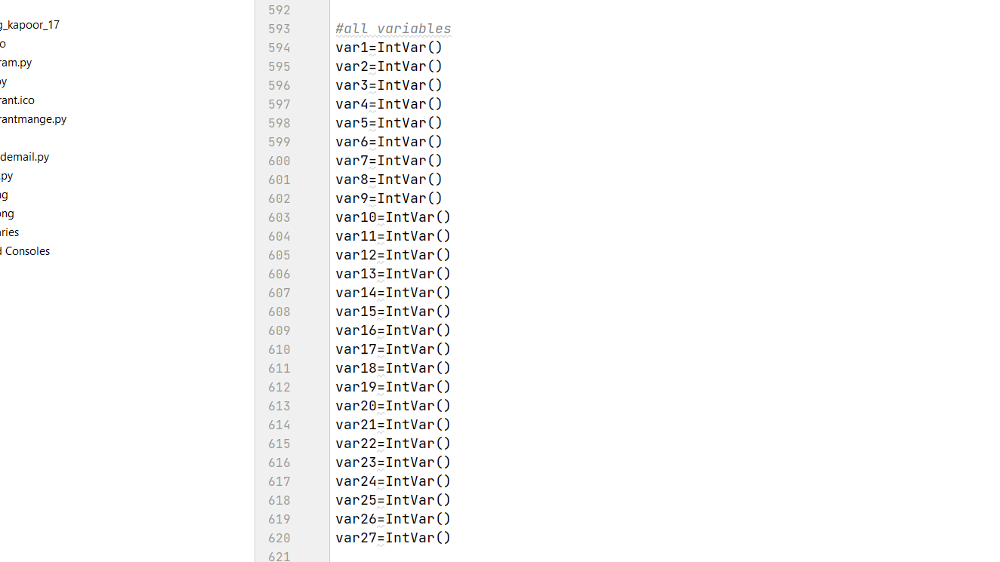 g_kapoor_17
o
ram.py
py
rant.ico
rantmange.py
demail.py
.py
ng
ong
aries
d Consoles
592
593 #all variables
594 var1=IntVar()
595 var2=IntVar()
596 var3=IntVar()
597 var4=IntVar()
598 var5=IntVar()
599 var6=IntVar()
600 var7=IntVar()
601 var8=IntVar()
602 var9=IntVar()
603 var10=IntVar()
604 var11=IntVar()
605 var12=IntVar()
606 var13=IntVar()
607 var14=IntVar()
608 var15=IntVar()
609 var16=IntVar()
610 var17=IntVar()
611 var18=IntVar()
612 var19=IntVar()
613 var20=IntVar()
614 var21=IntVar()
615 var22=IntVar()
616 var23=IntVar()
617 var24=IntVar()
618 var25=IntVar()
619 var26=IntVar()
620 var27=IntVar()
621